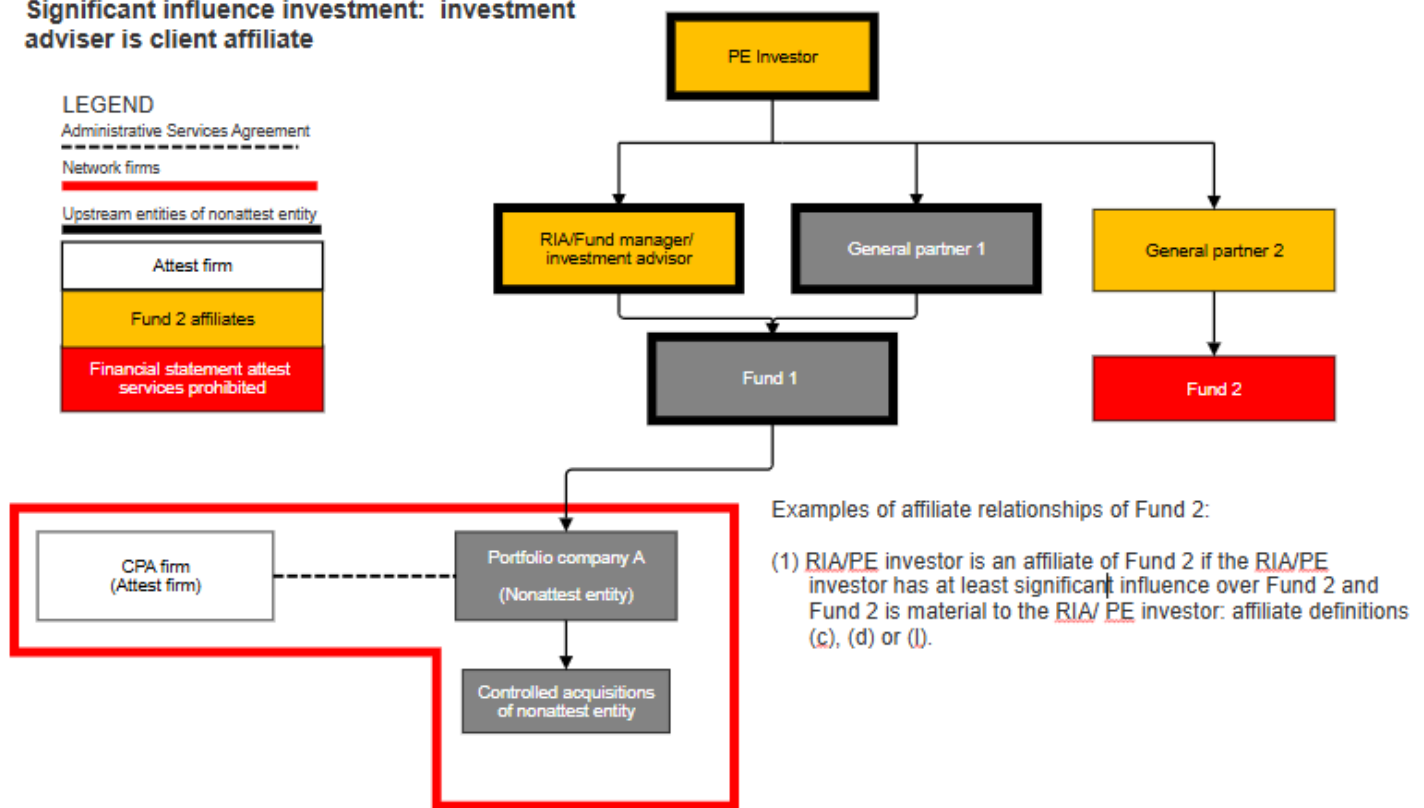 Significant influence investment: investment
adviser is client affiliate
LEGEND
Administrative Services Agreement
Network firms
Upstream entities of nonattest entity
Attest firm
Fund 2 affiliates
Financial statement attest
services prohibited
PE Investor
RIA/Fund manager/
investment advisor
General partner 1
General partner 2
Fund 1
Fund 2
CPA firm
(Attest firm)
Portfolio company A
(Nonattest entity)
Controlled acquisitions
of nonattest entity
Examples of affiliate relationships of Fund 2:
(1) RIA/PE investor is an affiliate of Fund 2 if the RIA/PE
investor has at least significant influence over Fund 2 and
Fund 2 is material to the RIA/ PE investor: affiliate definitions
(c), (d) or (l).